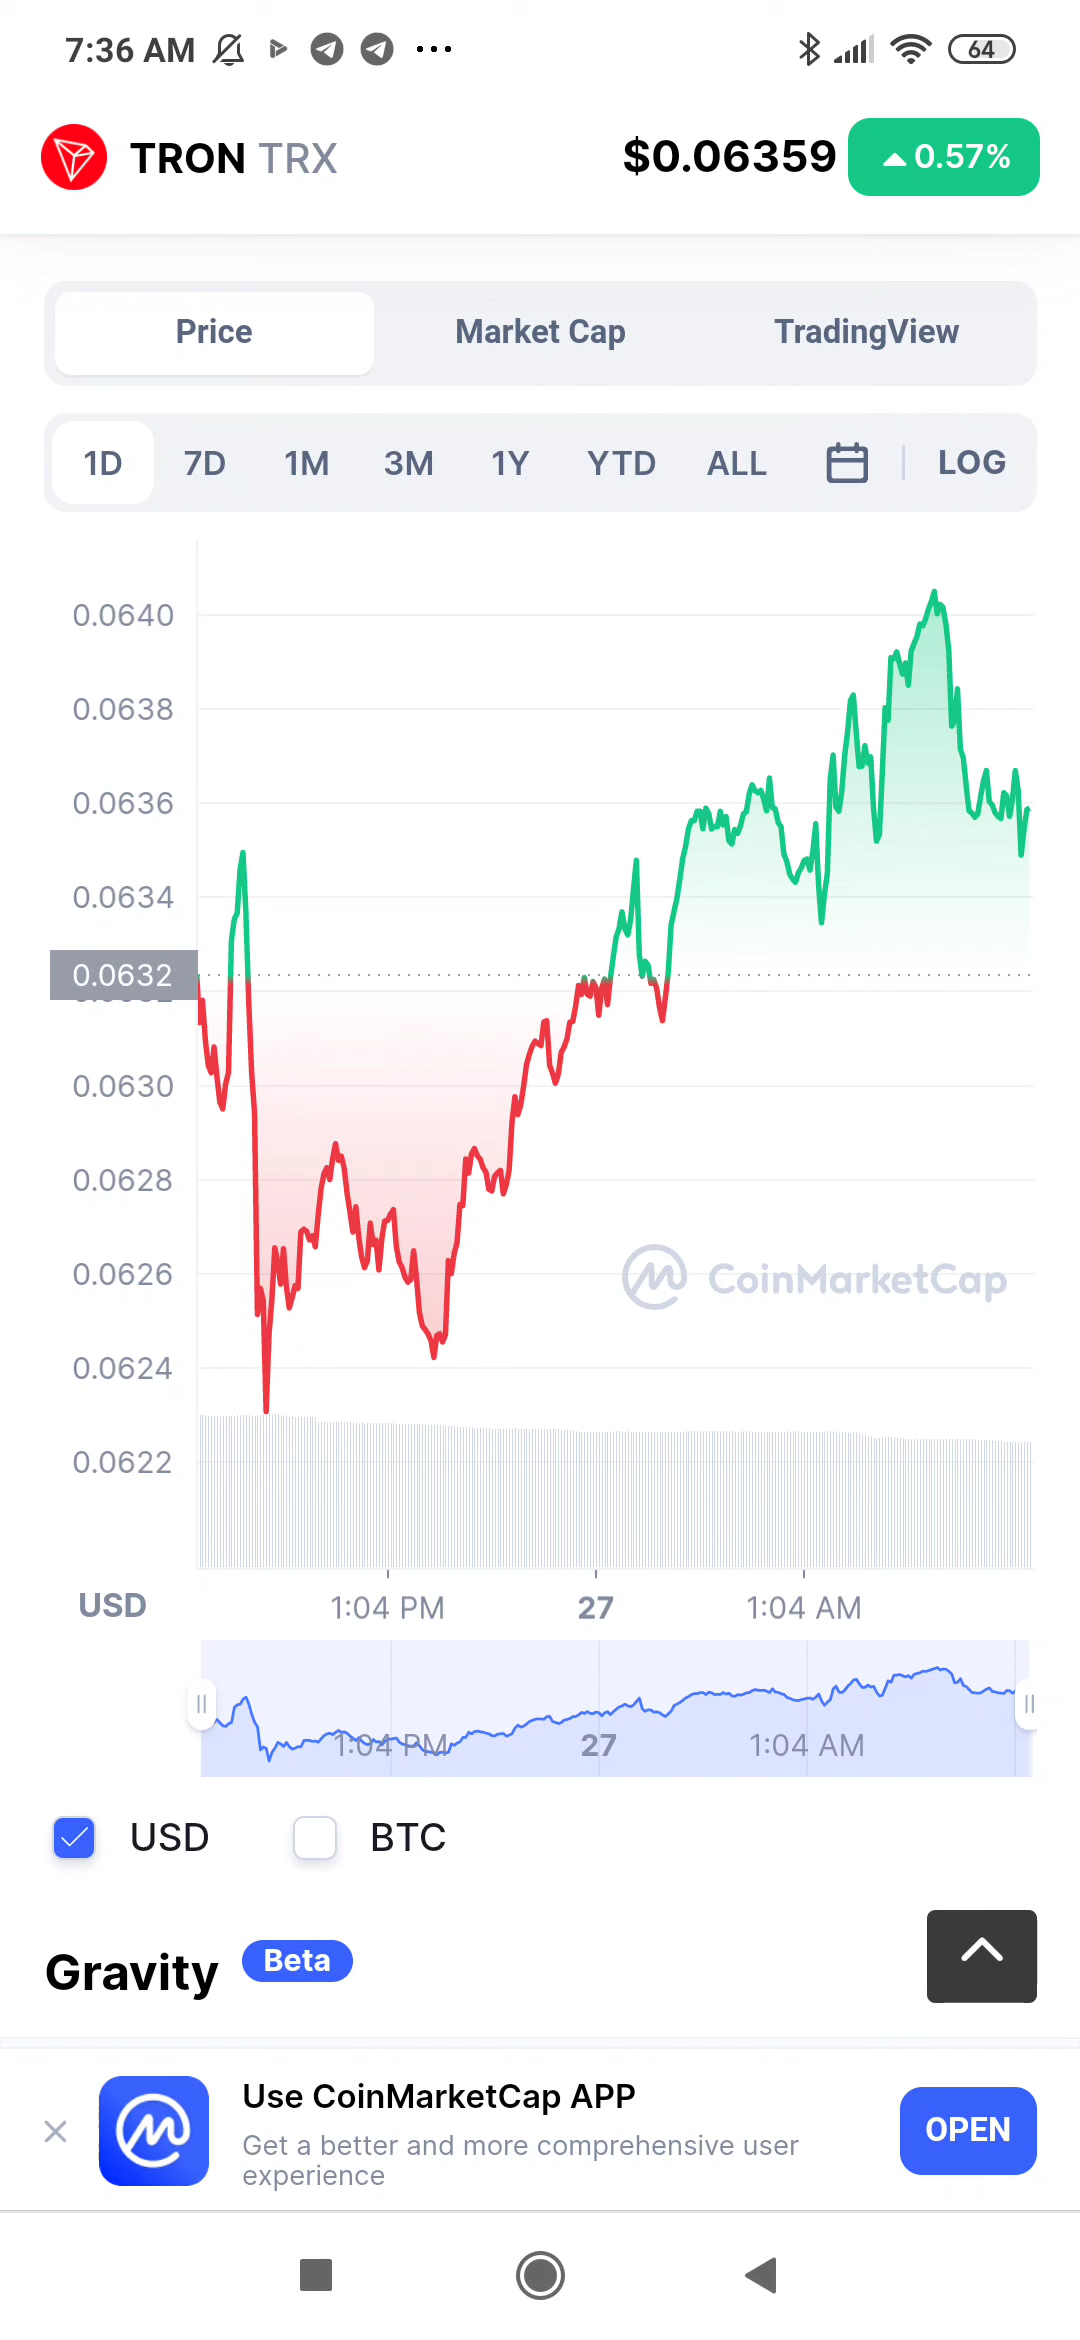 7:36 AM 64
TRON TRX $0.06359 0.57%
Price Market Cap TradingView
1D 7D 1M 3M 1Y YTD ALL LOG
0.0640
0.0638
0.0636
0.0634
0.0632
0.0630
0.0628
CoinMarketCap
0.0626
0.0624
0.0622
USD 1:04 PM 27 1:04 AM
1:04 PM 27 1:04 AM
USD BTC
Gravity Beta
Use CoinMarketCap APP
Get a better and more comprehensive user
experience
OPEN